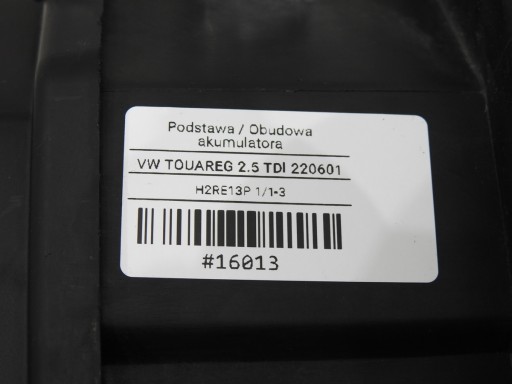 Podstawa / Obudowa
akumulatora
VW TOUAREG 2.5 TDI 220601
H2RE13P 1/1-3
#16013